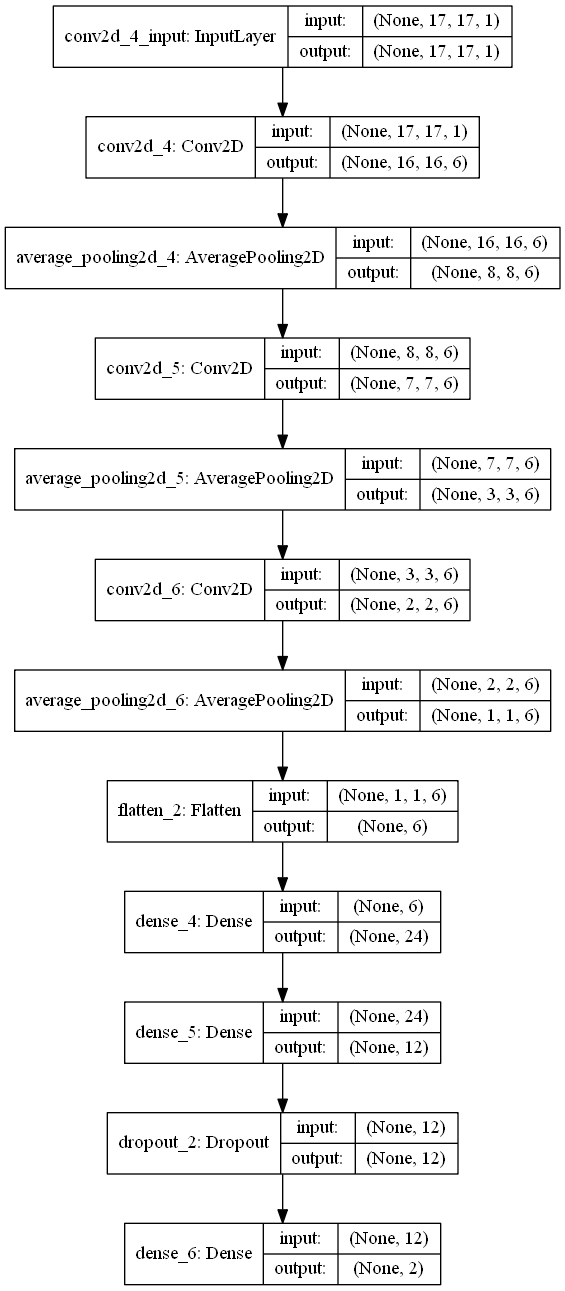 conv2d_4_input: InputLayer
input: (None, 17, 17, 1)
output: (None, 17, 17, 1)
conv2d_4: Conv2D
input: (None, 17, 17, 1)
output: (None, 16, 16, 6)
average_pooling2d_4: AveragePooling2D
input: (None, 16, 16, 6)
output: (None, 8, 8, 6)
conv2d_5: Conv2D
input: (None, 8, 8, 6)
output: (None, 7, 7, 6)
average_pooling2d_5: AveragePooling2D
input: (None, 7, 7, 6)
output: (None, 3, 3, 6)
conv2d_6: Conv2D
input: (None, 3, 3, 6)
output: (None, 2, 2, 6)
average_pooling2d_6: AveragePooling2D
input: (None, 2, 2, 6)
output: (None, 1, 1, 6)
flatten_2: Flatten
input: (None, 1, 1, 6)
output: (None, 6)
dense_4: Dense
input: (None, 6)
output: (None, 24)
dense_5: Dense
input: (None, 24)
output: (None, 12)
dropout_2: Dropout
input: (None, 12)
output: (None, 12)
dense_6: Dense
input: (None, 12)
output: (None, 2)